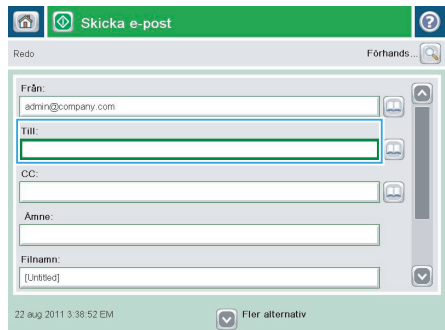 Skicka e-post
Redo
Förhands...
Från:
admin@company.com
Till:
CC:
Ämne:
Filnamn:
[Untitled]
22 aug 2011 3:36:52 EM
Fler alternativ